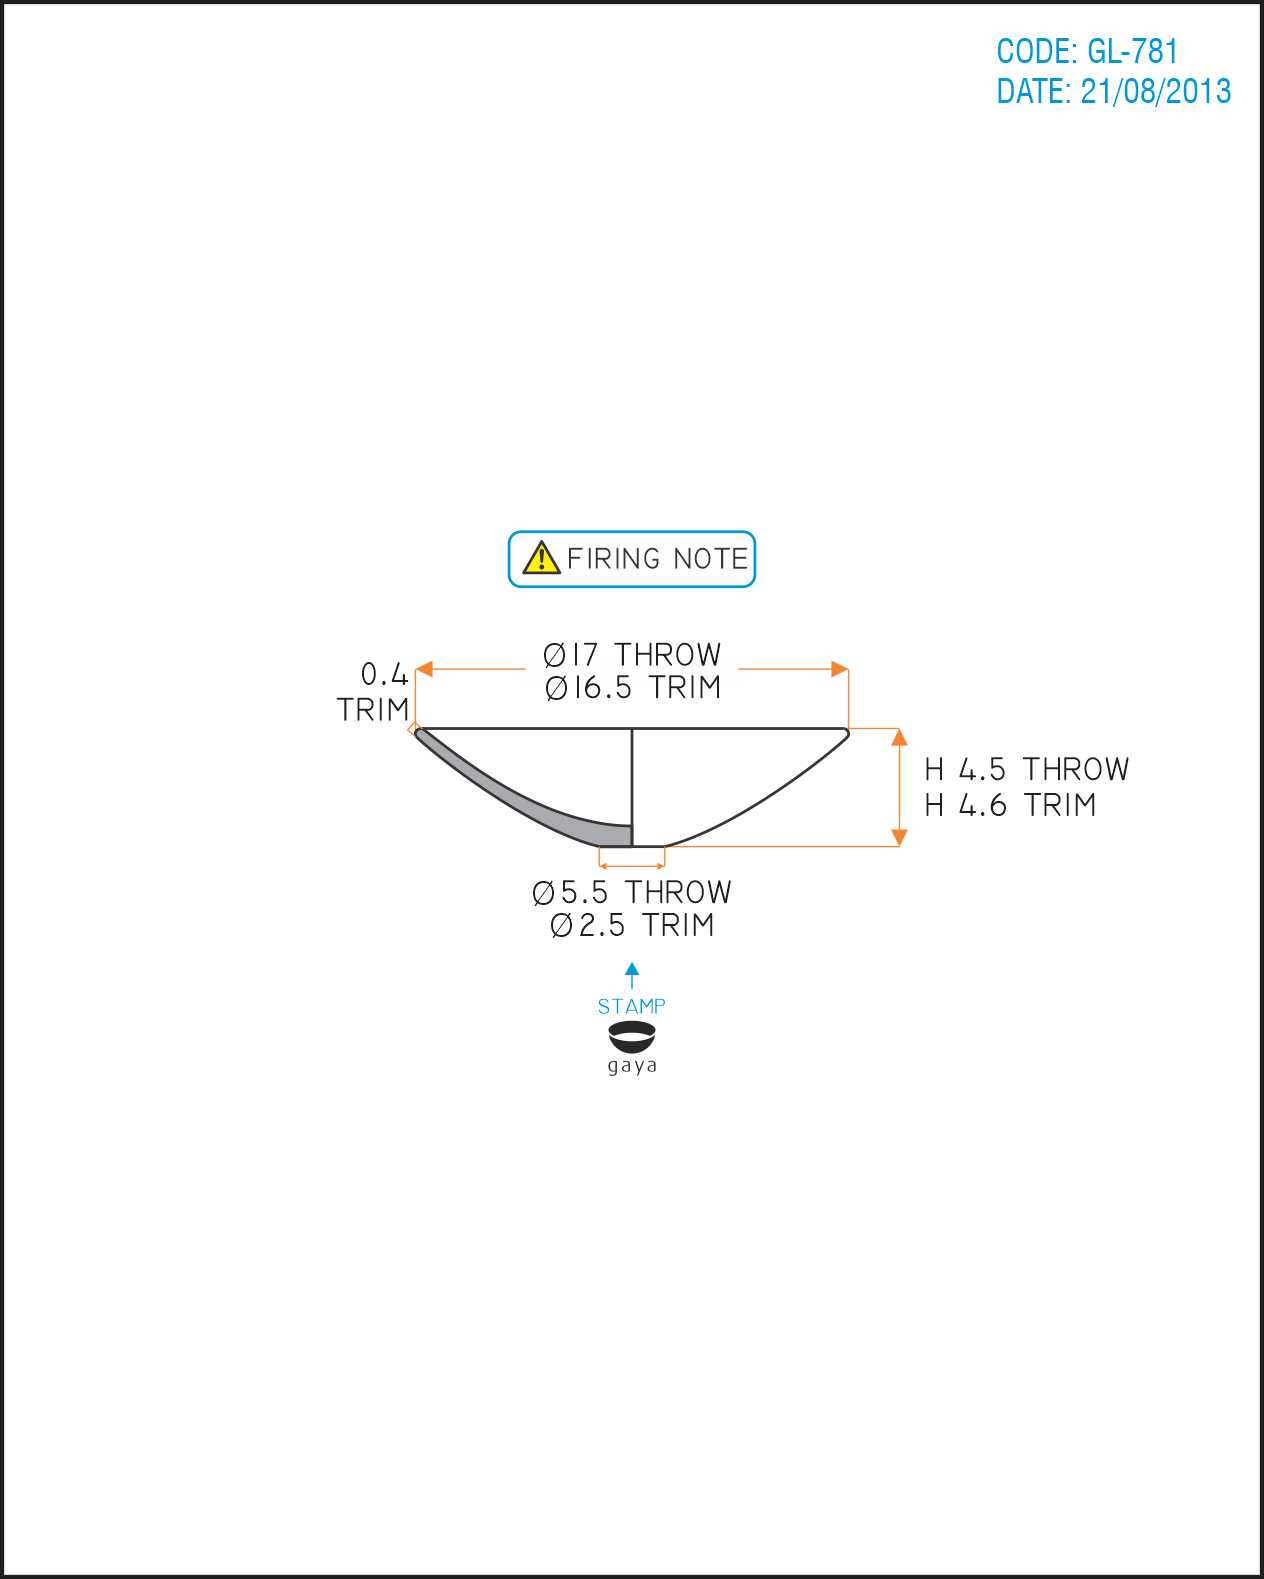 CODE: GL-781
DATE: 21/08/2013
! FIRING NOTE
Ø17 THROW
Ø16.5 TRIM
0.4
TRIM
H 4.5 THROW
H 4.6 TRIM
Ø5.5 THROW
Ø2.5 TRIM
STAMP
gaya